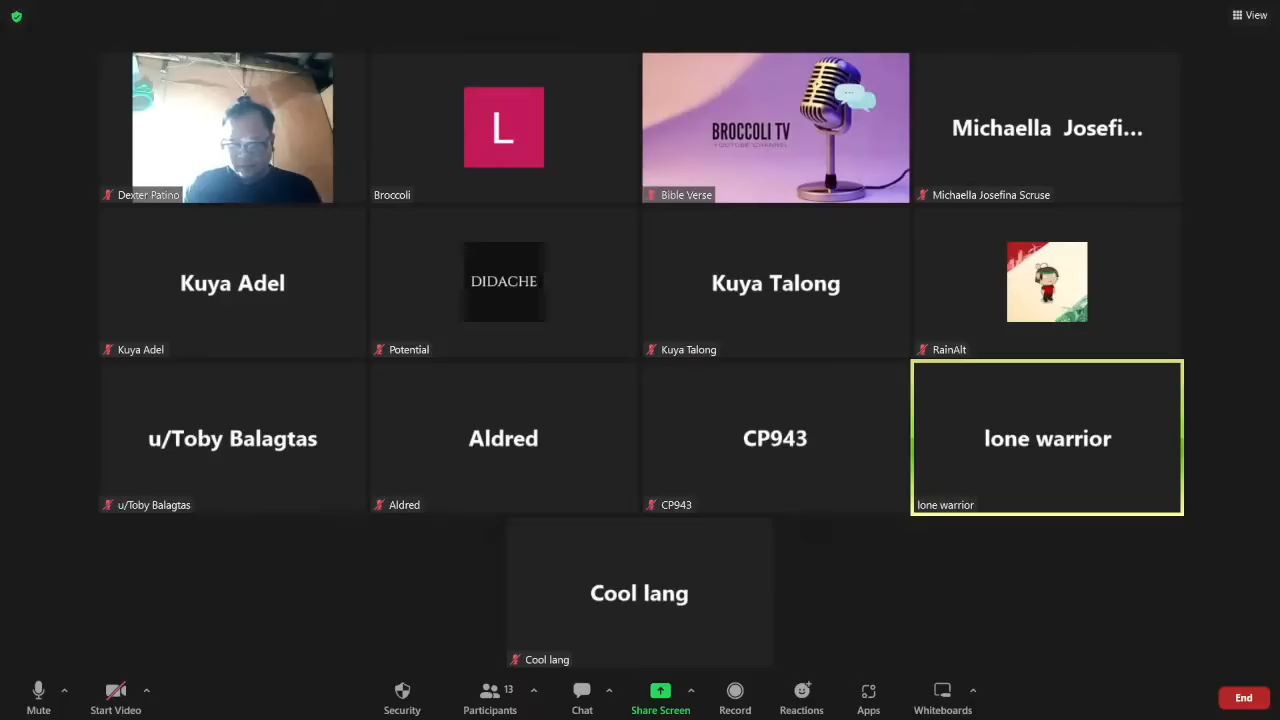 View
Dexter Patino
L
Broccoli
BROCCOLI TV
YOUTUBE CHANNEL
Bible Verse
Michaella Josefi...
Michaella Josefina Scruse
Kuya Adel
Kuya Adel
DIDACHE
Potential
Kuya Talong
Kuya Talong
RainAlt
u/Toby Balagtas
u/Toby Balagtas
Aldred
Aldred
CP943
CP943
lone warrior
lone warrior
Cool lang
Cool lang
Mute
Start Video
Security
Participants
13
Chat
Share Screen
Record
Reactions
Apps
Whiteboards
End